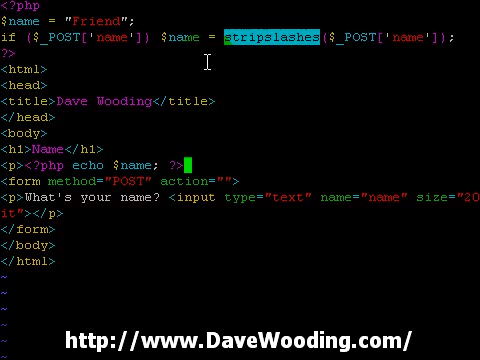 <?php
$name = "Friend";
if ($_POST['name']) $name = stripslashes($_POST['name']);
?>
<html>
<head>
<title>Dave Wooding</title>
</head>
<body>
<h1>Name</h1>
<p><?php echo $name; ?>
<form method="POST" action="">
<p>What's your name? <input type="text" name="name" size="20
it"></p>
</form>
</body>
</html>
~
~
~
~
~
http://www.DaveWooding.com/